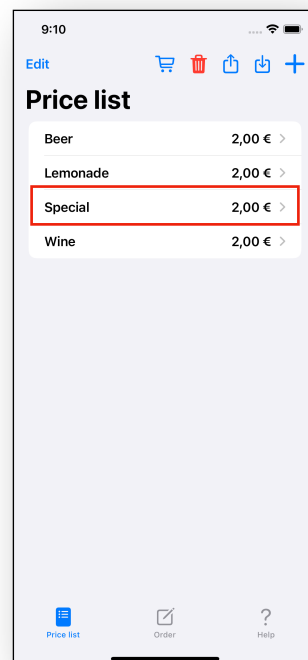 9:10
Edit
Price list
Beer 2,00 €
Lemonade 2,00 €
Special 2,00 €
Wine 2,00 €
Price list Order Help